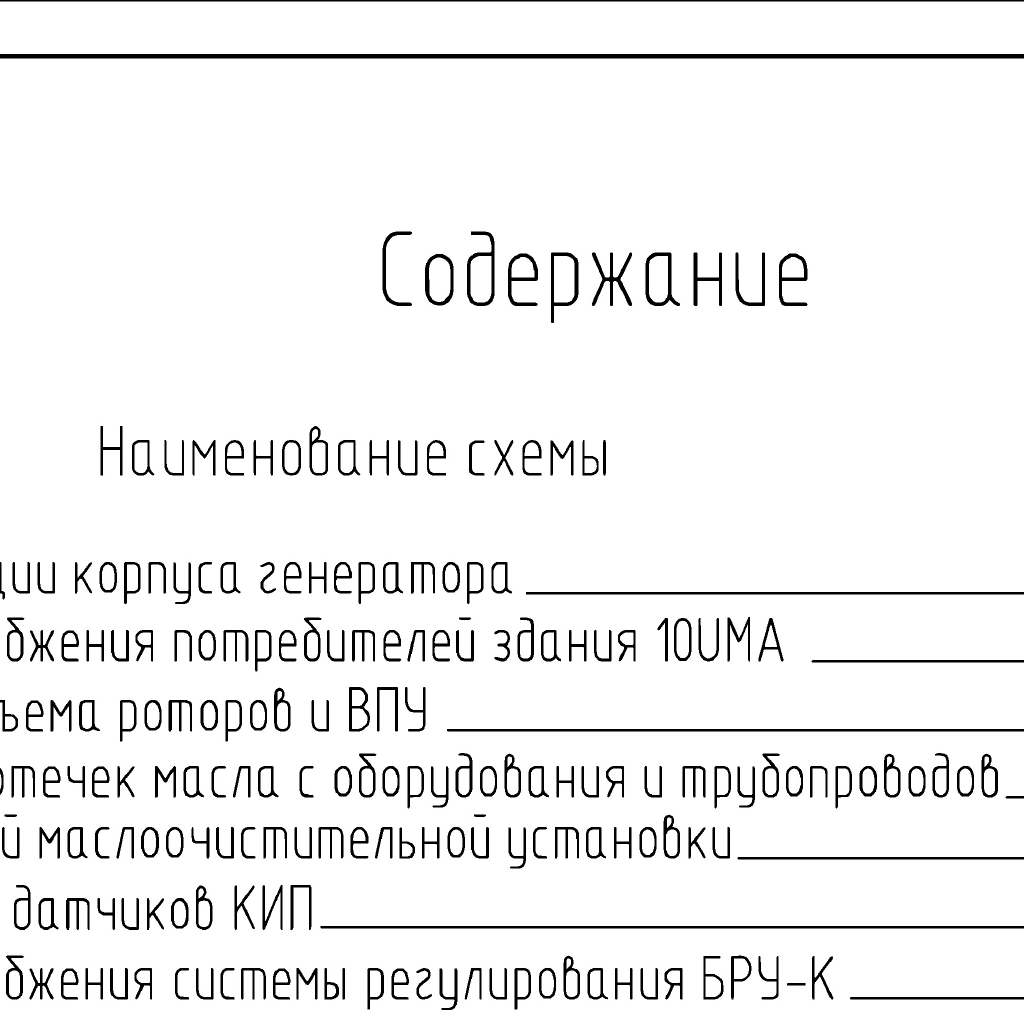 Содержание
Наименование схемы
ции корпуса генератора
бжения потребителей здания 10UMA
ъема роторов и ВПУ
отечек масла с оборудования и трубопроводов
й маслоочистительной установки
датчиков КИП
бжения системы регулирования БРУ-К